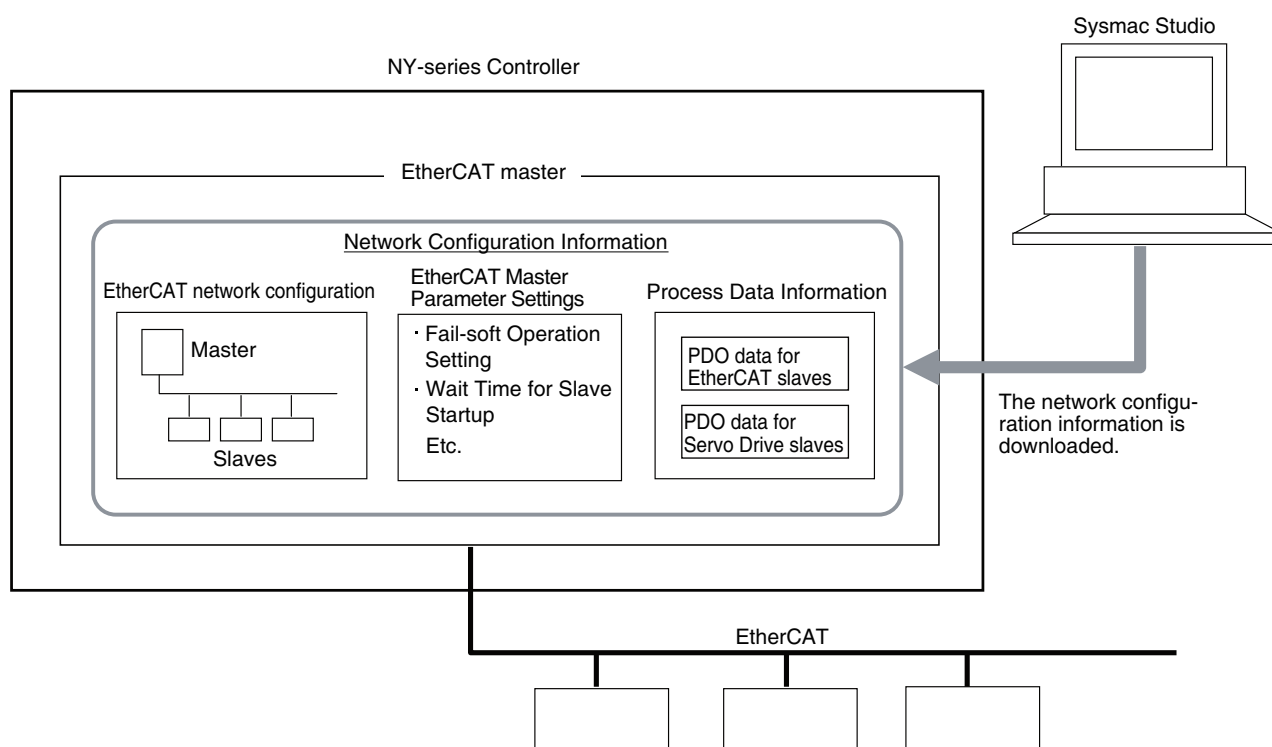 Sysmac Studio
NY-series Controller
EtherCAT master
Network Configuration Information
EtherCAT network configuration
Master
Slaves
EtherCAT Master
Parameter Settings
· Fail-soft Operation
Setting
· Wait Time for Slave
Startup
Etc.
Process Data Information
PDO data for
EtherCAT slaves
PDO data for
Servo Drive slaves
The network configu-
ration information is
downloaded.
EtherCAT